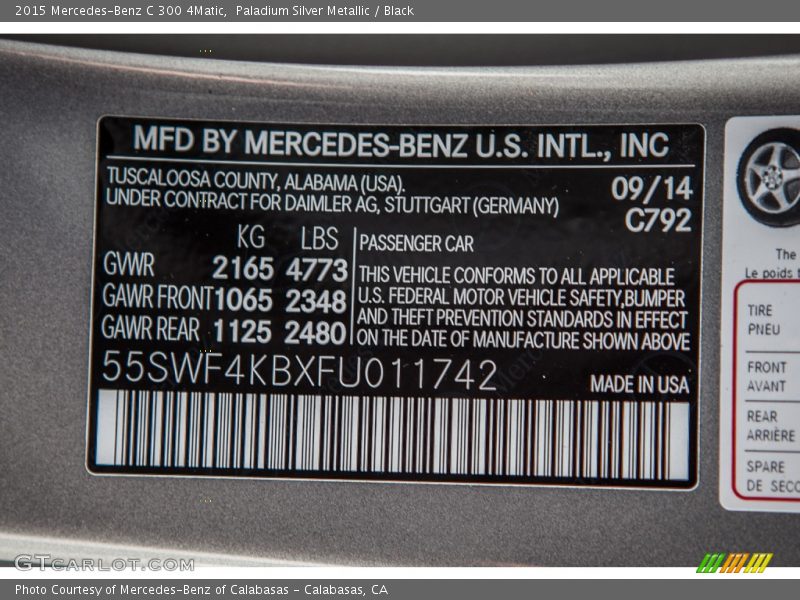 2015 Mercedes-Benz C 300 4Matic, Paladium Silver Metallic / Black
MFD BY MERCEDES-BENZ U.S. INTL., INC
TUSCALOOSA COUNTY, ALABAMA (USA). 09/14
UNDER CONTRACT FOR DAIMLER AG, STUTTGART (GERMANY) C792
KG LBS PASSENGER CAR
GWR 2165 4773
GAWR FRONT 1065 2348
GAWR REAR 1125 2480
THIS VEHICLE CONFORMS TO ALL APPLICABLE
U.S. FEDERAL MOTOR VEHICLE SAFETY, BUMPER
AND THEFT PREVENTION STANDARDS IN EFFECT
ON THE DATE OF MANUFACTURE SHOWN ABOVE
55SWF4KBXFU011742
MADE IN USA
The
Le poids t
TIRE
PNEU
FRONT
AVANT
REAR
ARRIÈRE
SPARE
DE SECO
GTCARLOT.COM
Photo Courtesy of Mercedes-Benz of Calabasas - Calabasas, CA